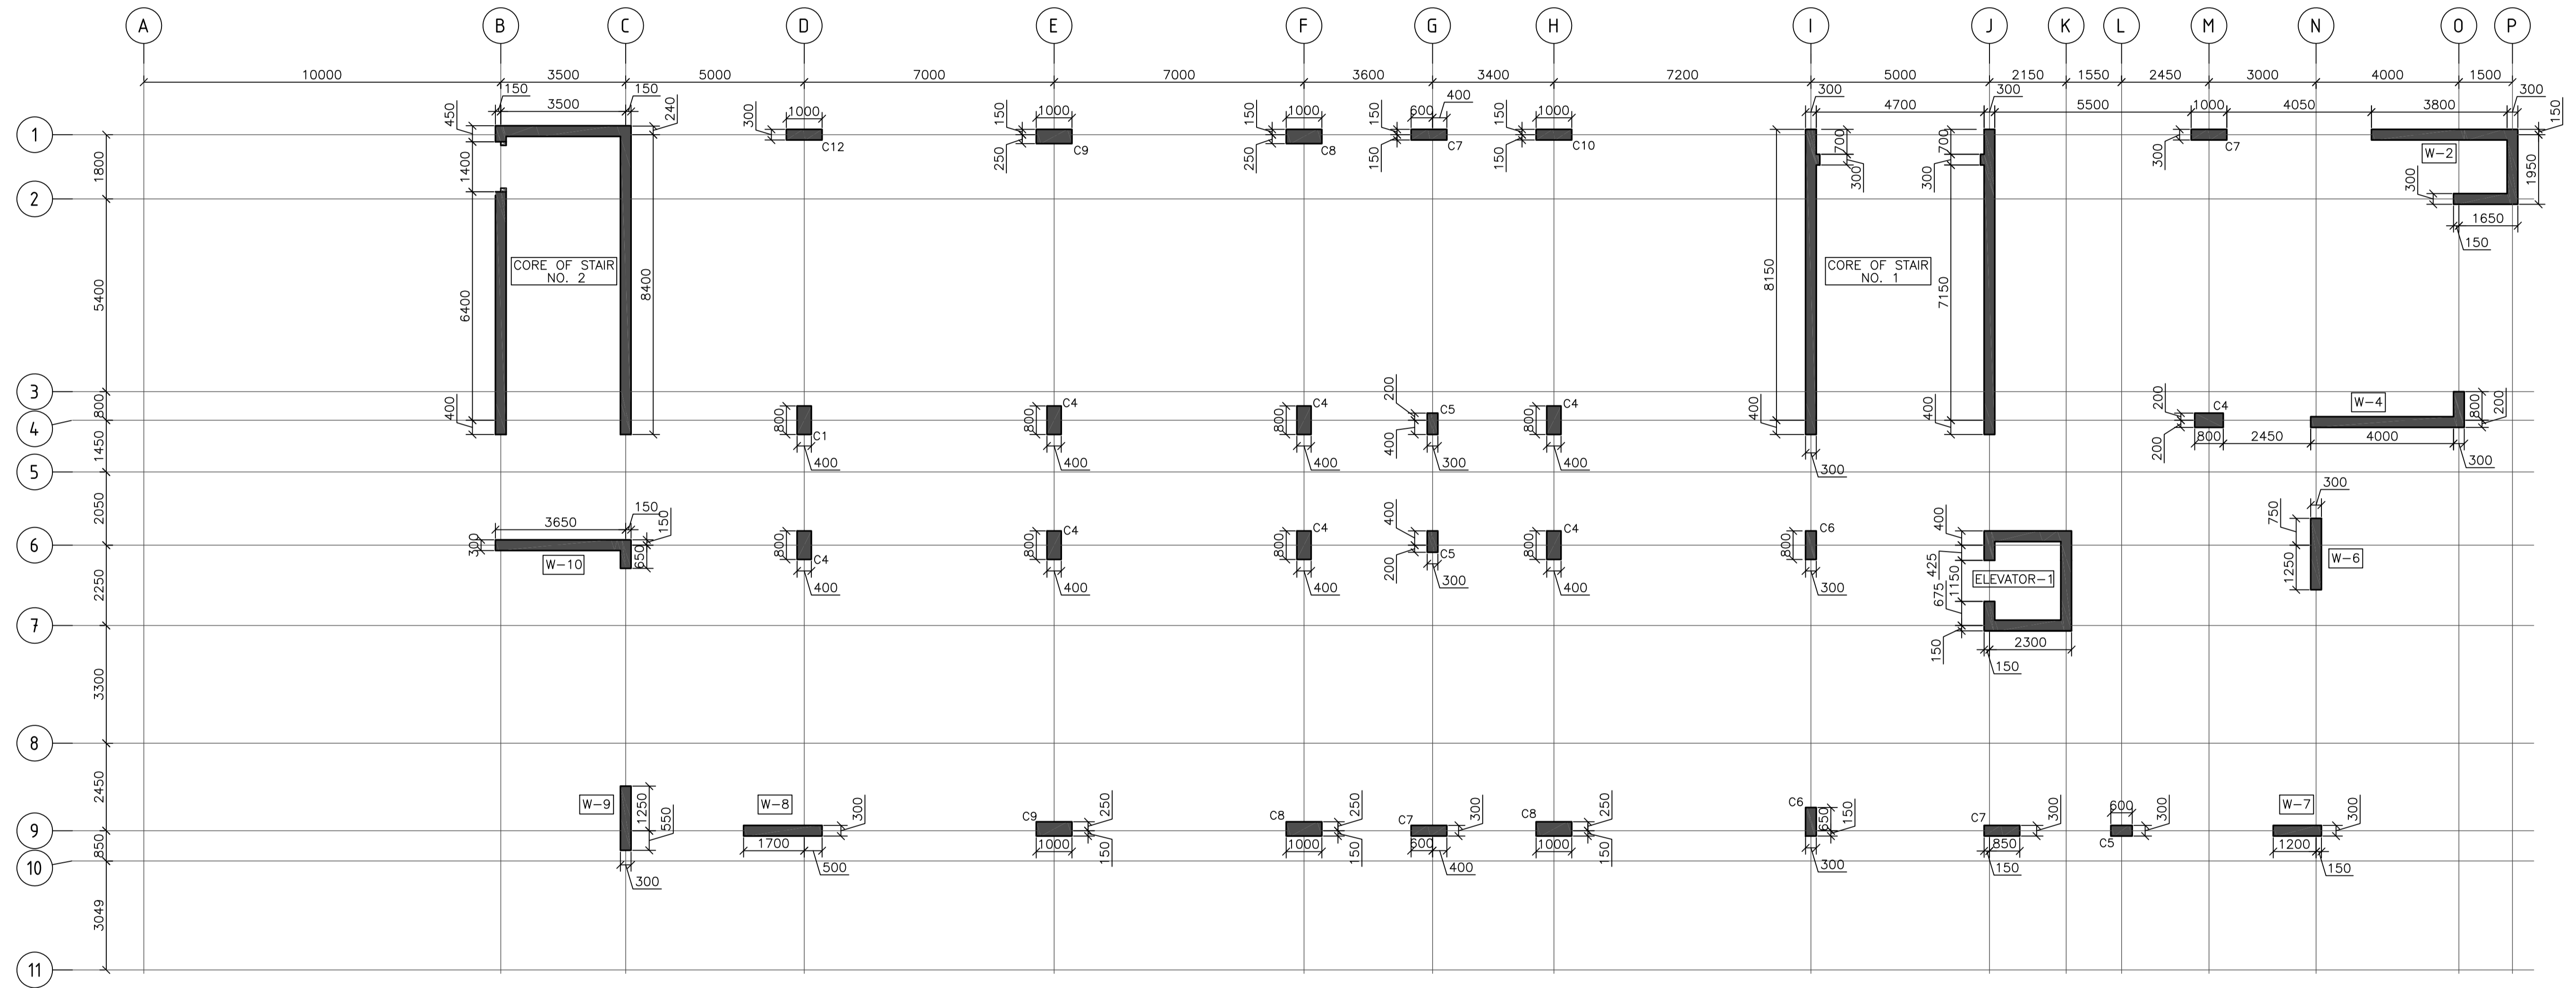 A B C D E F G H I J K L M N O P
10000 3500 5000 7000 7000 3600 3400 7200 5000 2150 1550 2450 3000 4000 1500
150 150 300 300 300
3500 4700 5500 1000 4050 3800
450 240 300 1000 150 1000 150 1000 150 600 400 150 1000 150
1
C12 C9 C8 C7 C10 C7
250 250 150 150 700 300 700 300 300
W-2
1800 1400 1950
2
300 1650
150
CORE OF STAIR
NO. 2
CORE OF STAIR
NO. 1
5400 6400 8400 8150 7150
3
800 400
4
800 C1 800 C4 800 C4 200 C5 400 800 C4 400 400 200 C4 200 W-4 800 200
1450 800 2450 4000
400 400 400 300 400 300 300
5
2050 3650 150 150
300 750
6
300 W-10 650
800 C4 800 C4 800 C4 400 C5 200 800 C4 800 C6 400 425
W-6
400 400 400 300 400 300
2250 1150 ELEVATOR-1 1250
675
7
150 2300
150
3300
8
2450
W-9 1250 550 W-8 300 C9 250 C8 250 C7 300 C8 250 C6 650 150 C7 300 600 300 W-7 300
9
850 1700 1000 150 1000 150 600 1000 150 850 C5 1200
10
300 500 400 300 150 150
3049
11